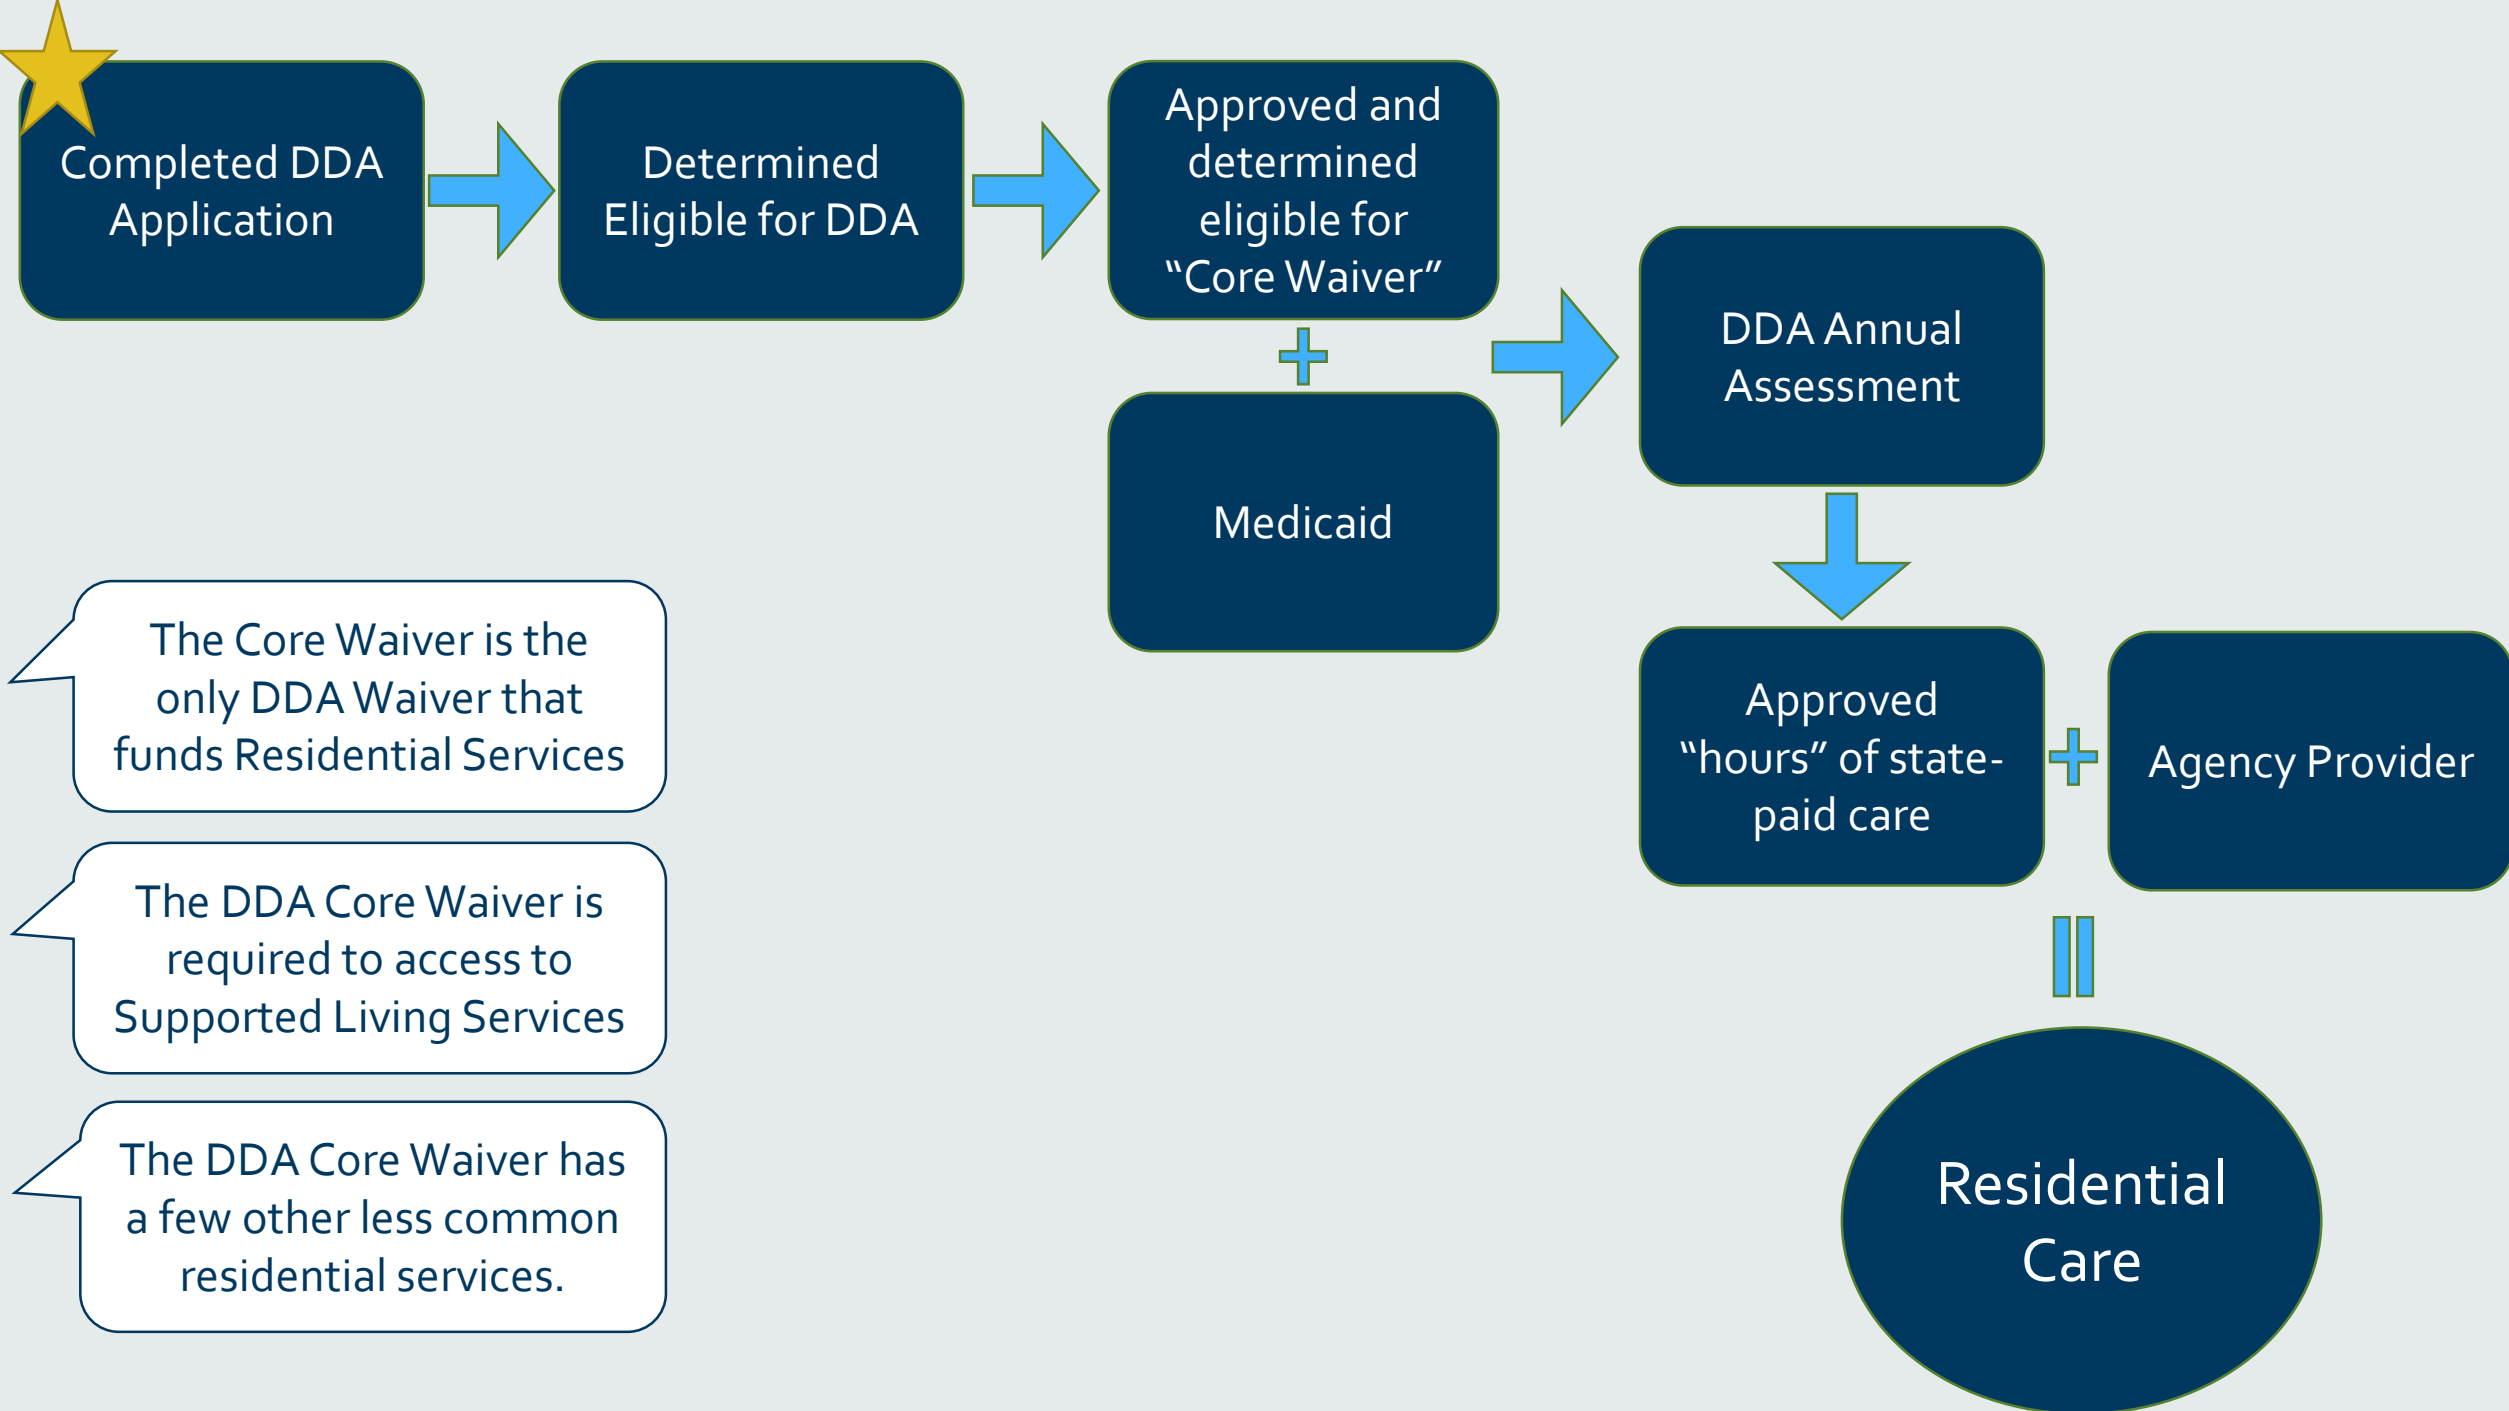 Completed DDA
Application
Determined
Eligible for DDA
Approved and
determined
eligible for
“Core Waiver”
DDA Annual
Assessment
Medicaid
The Core Waiver is the
only DDA Waiver that
funds Residential Services
Approved
“hours” of state-
paid care
Agency Provider
The DDA Core Waiver is
required to access to
Supported Living Services
The DDA Core Waiver has
a few other less common
residential services.
Residential
Care